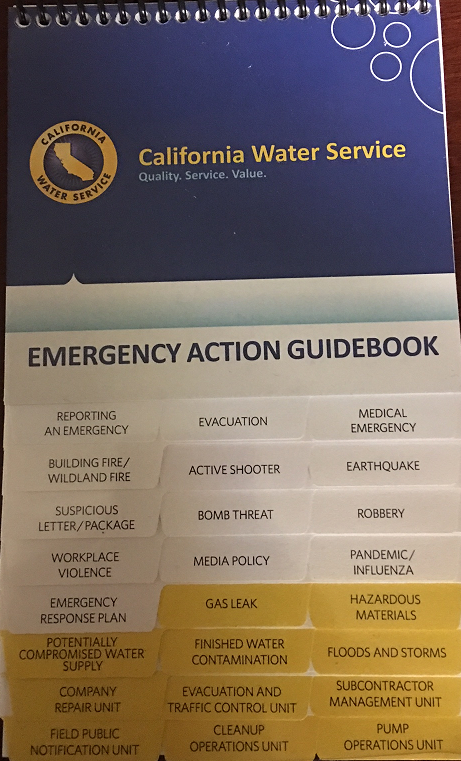 CALIFORNIA
WATER SERVICE
California Water Service
Quality. Service. Value.
EMERGENCY ACTION GUIDEBOOK
REPORTING
AN EMERGENCY
EVACUATION
MEDICAL
EMERGENCY
BUILDING FIRE/
WILDLAND FIRE
ACTIVE SHOOTER
EARTHQUAKE
SUSPICIOUS
LETTER/PACKAGE
BOMB THREAT
ROBBERY
WORKPLACE
VIOLENCE
MEDIA POLICY
PANDEMIC/
INFLUENZA
EMERGENCY
RESPONSE PLAN
GAS LEAK
HAZARDOUS
MATERIALS
POTENTIALLY
COMPROMISED WATER
SUPPLY
FINISHED WATER
CONTAMINATION
FLOODS AND STORMS
COMPANY
REPAIR UNIT
EVACUATION AND
TRAFFIC CONTROL UNIT
SUBCONTRACTOR
MANAGEMENT UNIT
FIELD PUBLIC
NOTIFICATION UNIT
CLEANUP
OPERATIONS UNIT
PUMP
OPERATIONS UNIT